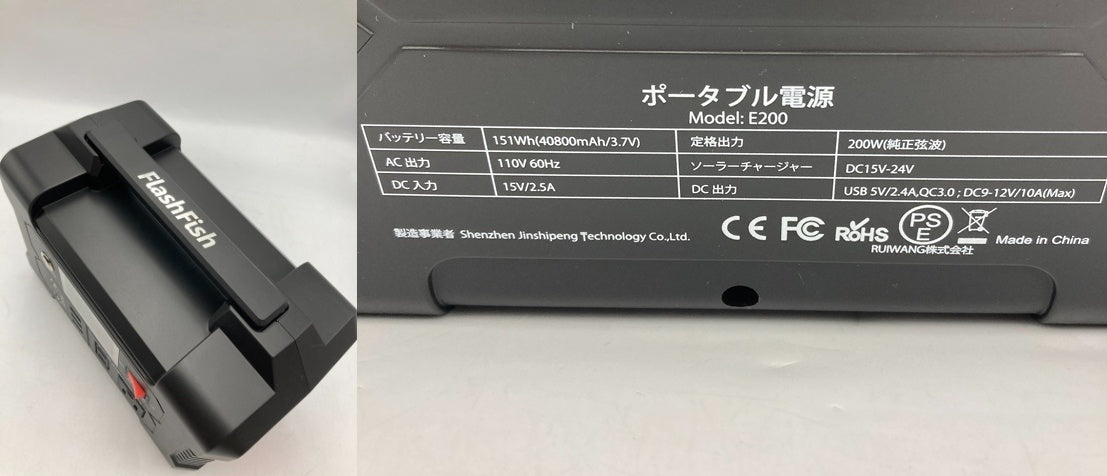 FlashFish
ポータブル電源
Model: E200
バッテリー容量 151Wh(40800mAh/3.7V) 定格出力 200W(純正弦波)
AC 出力 110V 60Hz ソーラーチャージャー DC15V-24V
DC 入力 15V/2.5A DC 出力 USB 5V/2.4A,QC3.0 ; DC9-12V/10A(Max)
製造事業者 Shenzhen Jinshipeng Technology Co.,Ltd. CE FC RoHS PSE Made in China
RUIWANG株式会社